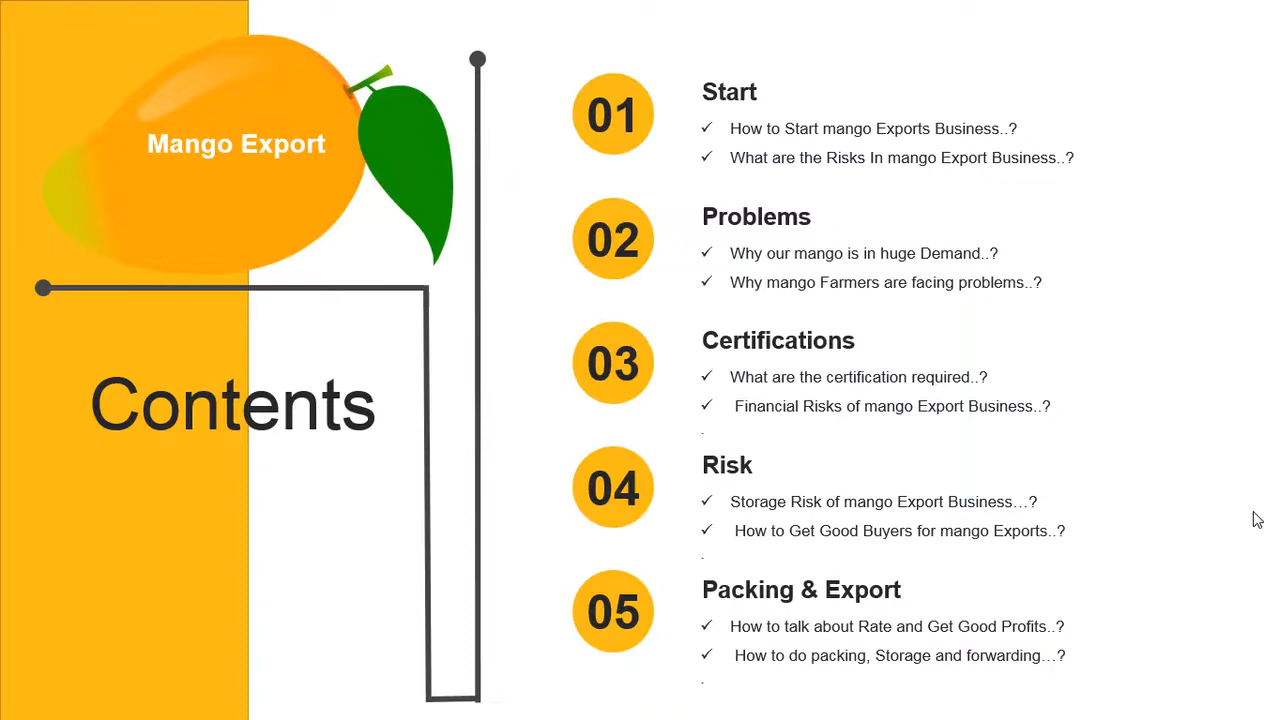 Mango Export
Contents
01
Start
✓ How to Start mango Exports Business..?
✓ What are the Risks In mango Export Business..?
02
Problems
✓ Why our mango is in huge Demand..?
✓ Why mango Farmers are facing problems..?
03
Certifications
✓ What are the certification required..?
✓ Financial Risks of mango Export Business..?
.
04
Risk
✓ Storage Risk of mango Export Business…?
✓ How to Get Good Buyers for mango Exports..?
.
05
Packing & Export
✓ How to talk about Rate and Get Good Profits..?
✓ How to do packing, Storage and forwarding…?
.